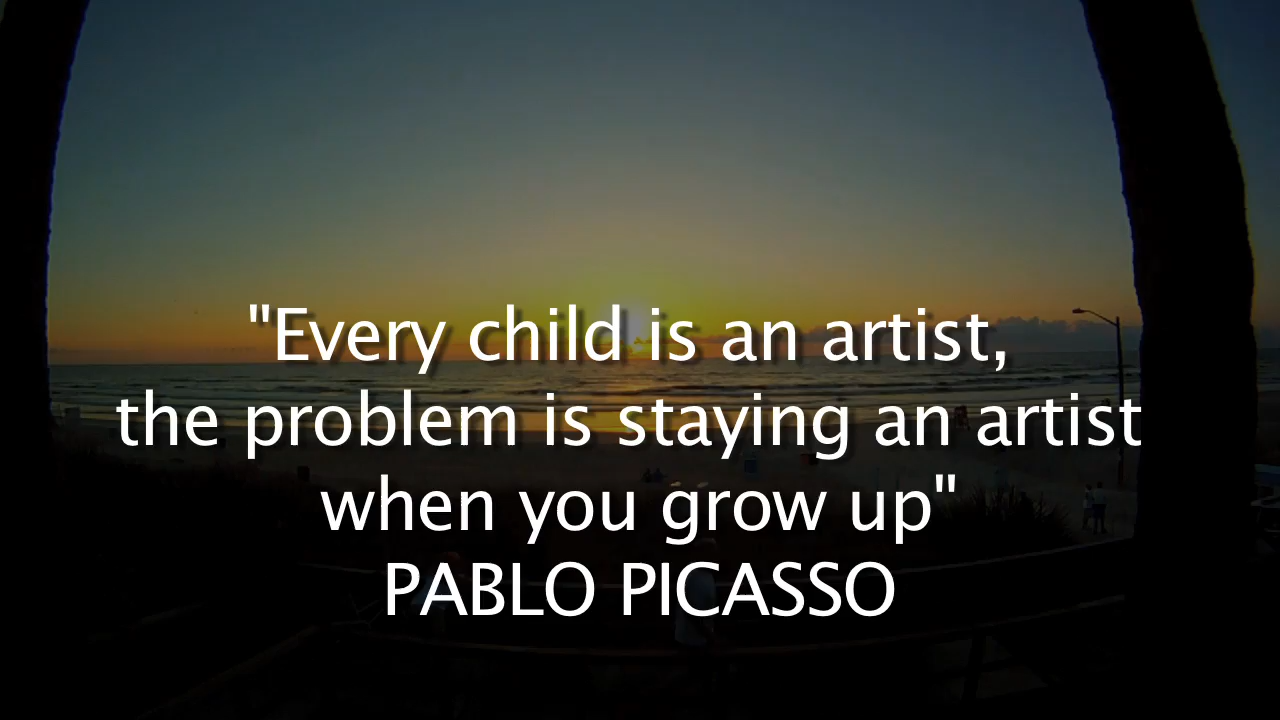 "Every child is an artist,
the problem is staying an artist
when you grow up"
PABLO PICASSO